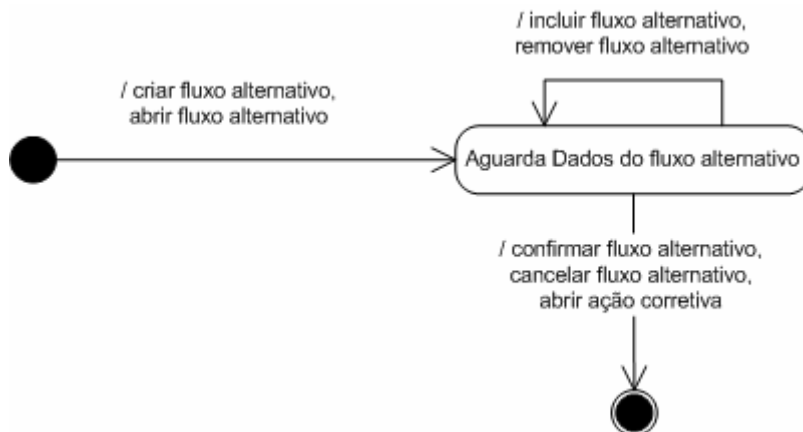 / incluir fluxo alternativo,
remover fluxo alternativo
/ criar fluxo alternativo,
abrir fluxo alternativo
Aguarda Dados do fluxo alternativo
/ confirmar fluxo alternativo,
cancelar fluxo alternativo,
abrir ação corretiva